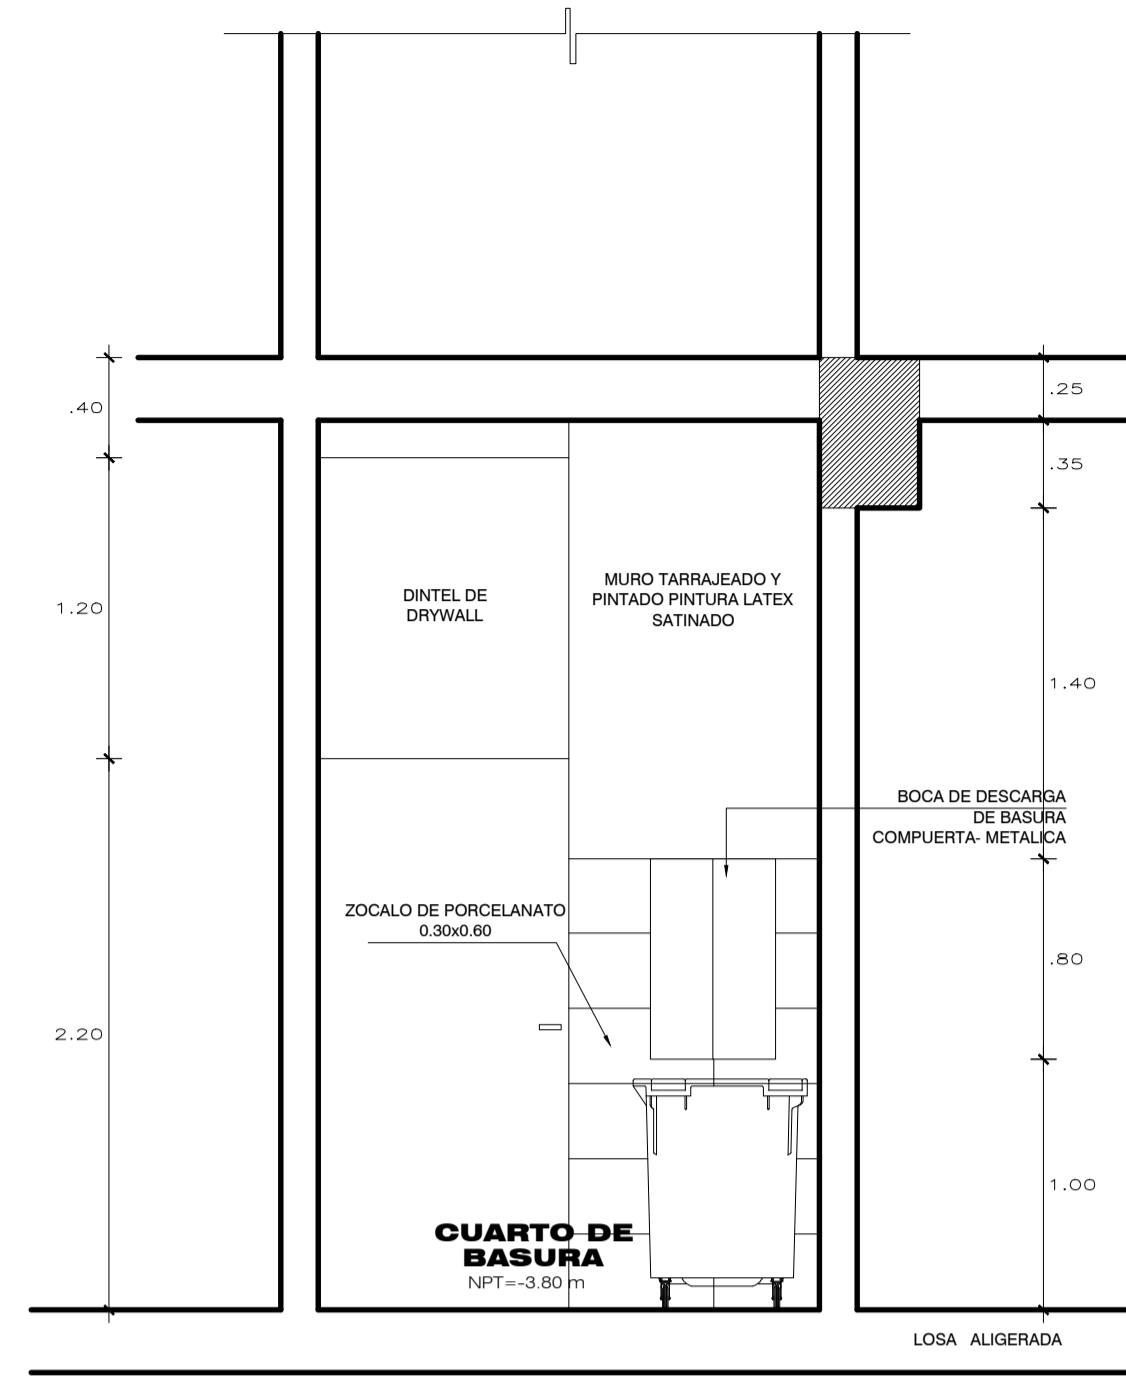 .40
.25
.35
DINTEL DE
DRYWALL
MURO TARRAJEADO Y
PINTADO PINTURA LATEX
SATINADO
1.20
1.40
BOCA DE DESCARGA
DE BASURA
COMPUERTA- METALICA
ZOCALO DE PORCELANATO
0.30x0.60
.80
2.20
1.00
CUARTO DE
BASURA
NPT=-3.80 m
LOSA ALIGERADA